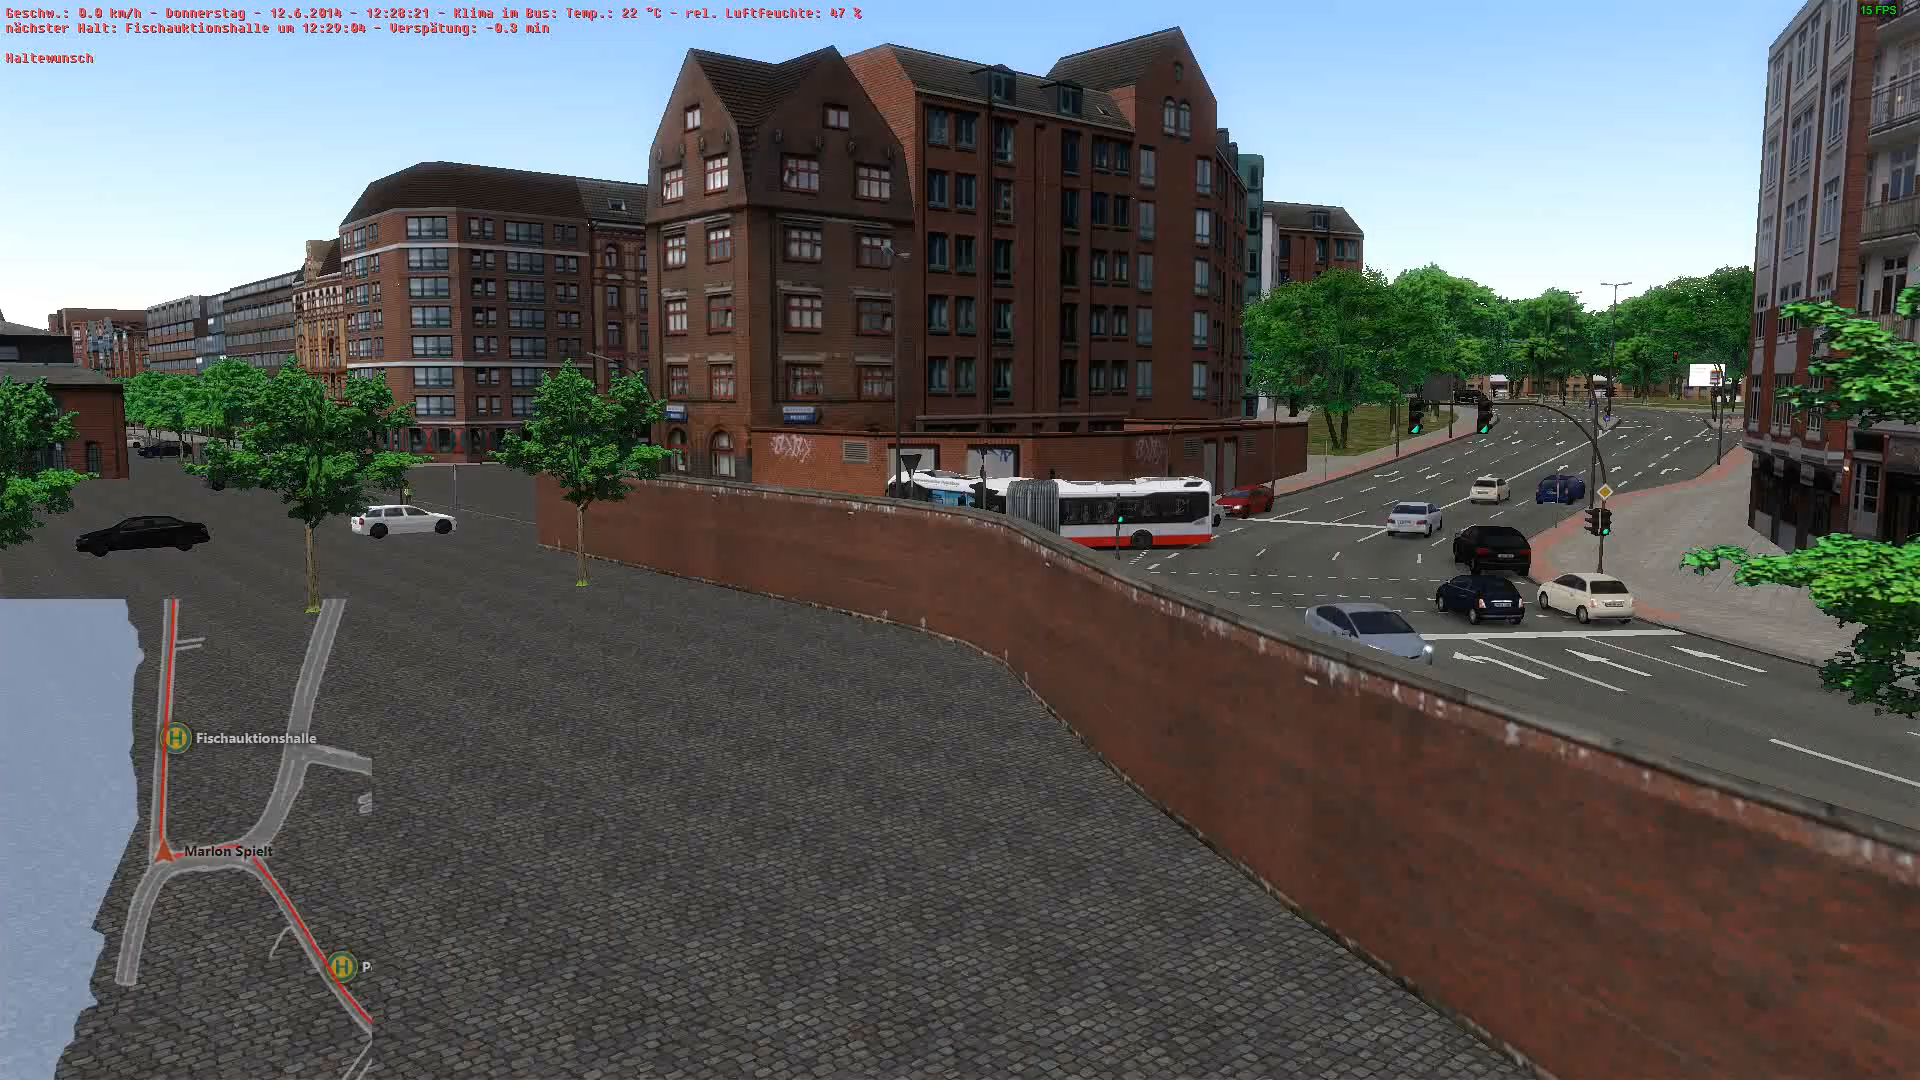 Geschw.: 0.0 km/h - Donnerstag - 12.6.2014 - 12:28:21 - Klima im Bus: Temp.: 22 °C - rel. Luftfeuchte: 47 %
15 FPS
nächster Halt: Fischauktionshalle um 12:29:04 - Verspätung: -0.3 min
Haltewunsch
H Fischauktionshalle
Marlon Spielt
H P